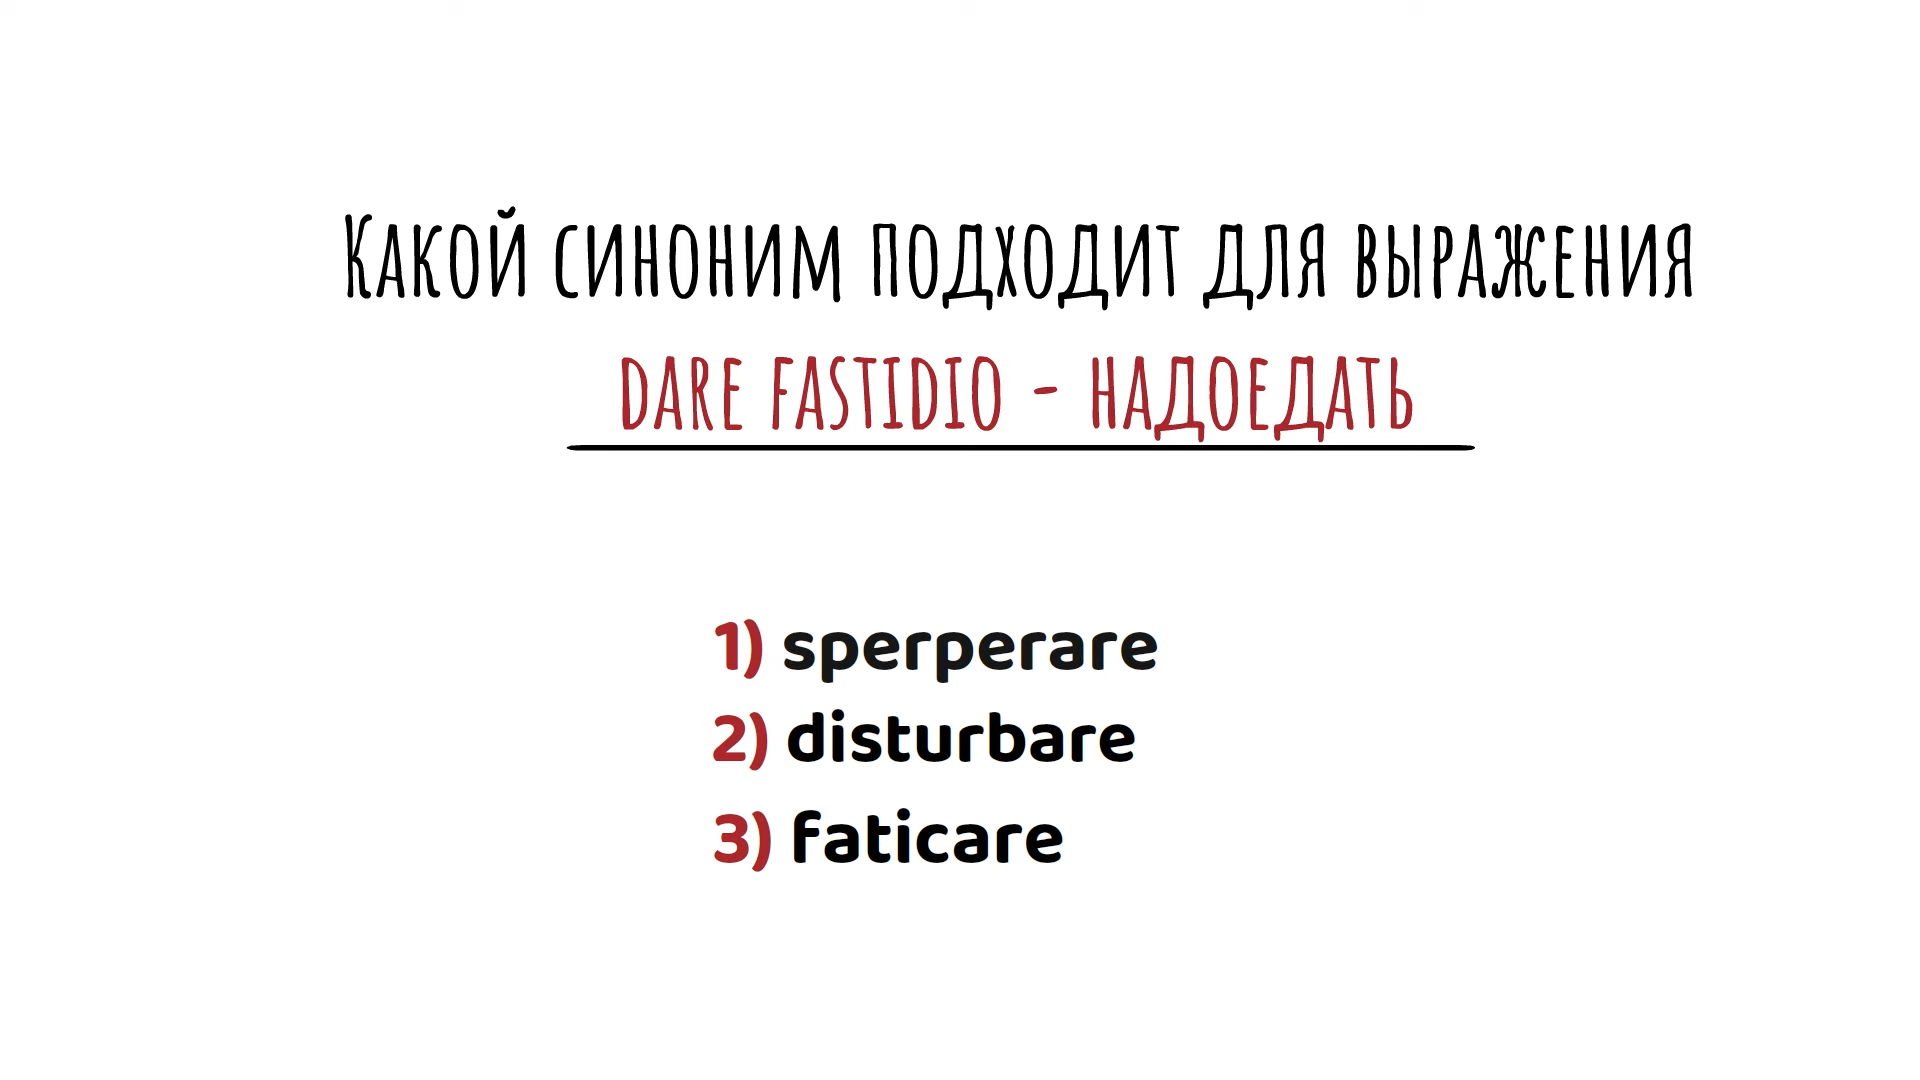 Какой синоним подходит для выражения
dare fastidio - надоедать
1) sperperare
2) disturbare
3) faticare